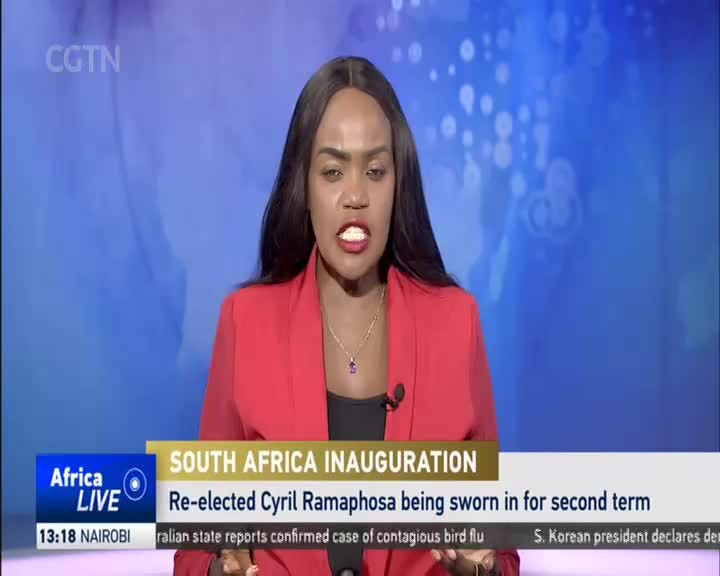 CGTN
SOUTH AFRICA INAUGURATION
Africa
LIVE
Re-elected Cyril Ramaphosa being sworn in for second term
13:18 NAIROBI
state reports confirmed case of contagious bird flu
S. Korean president declares